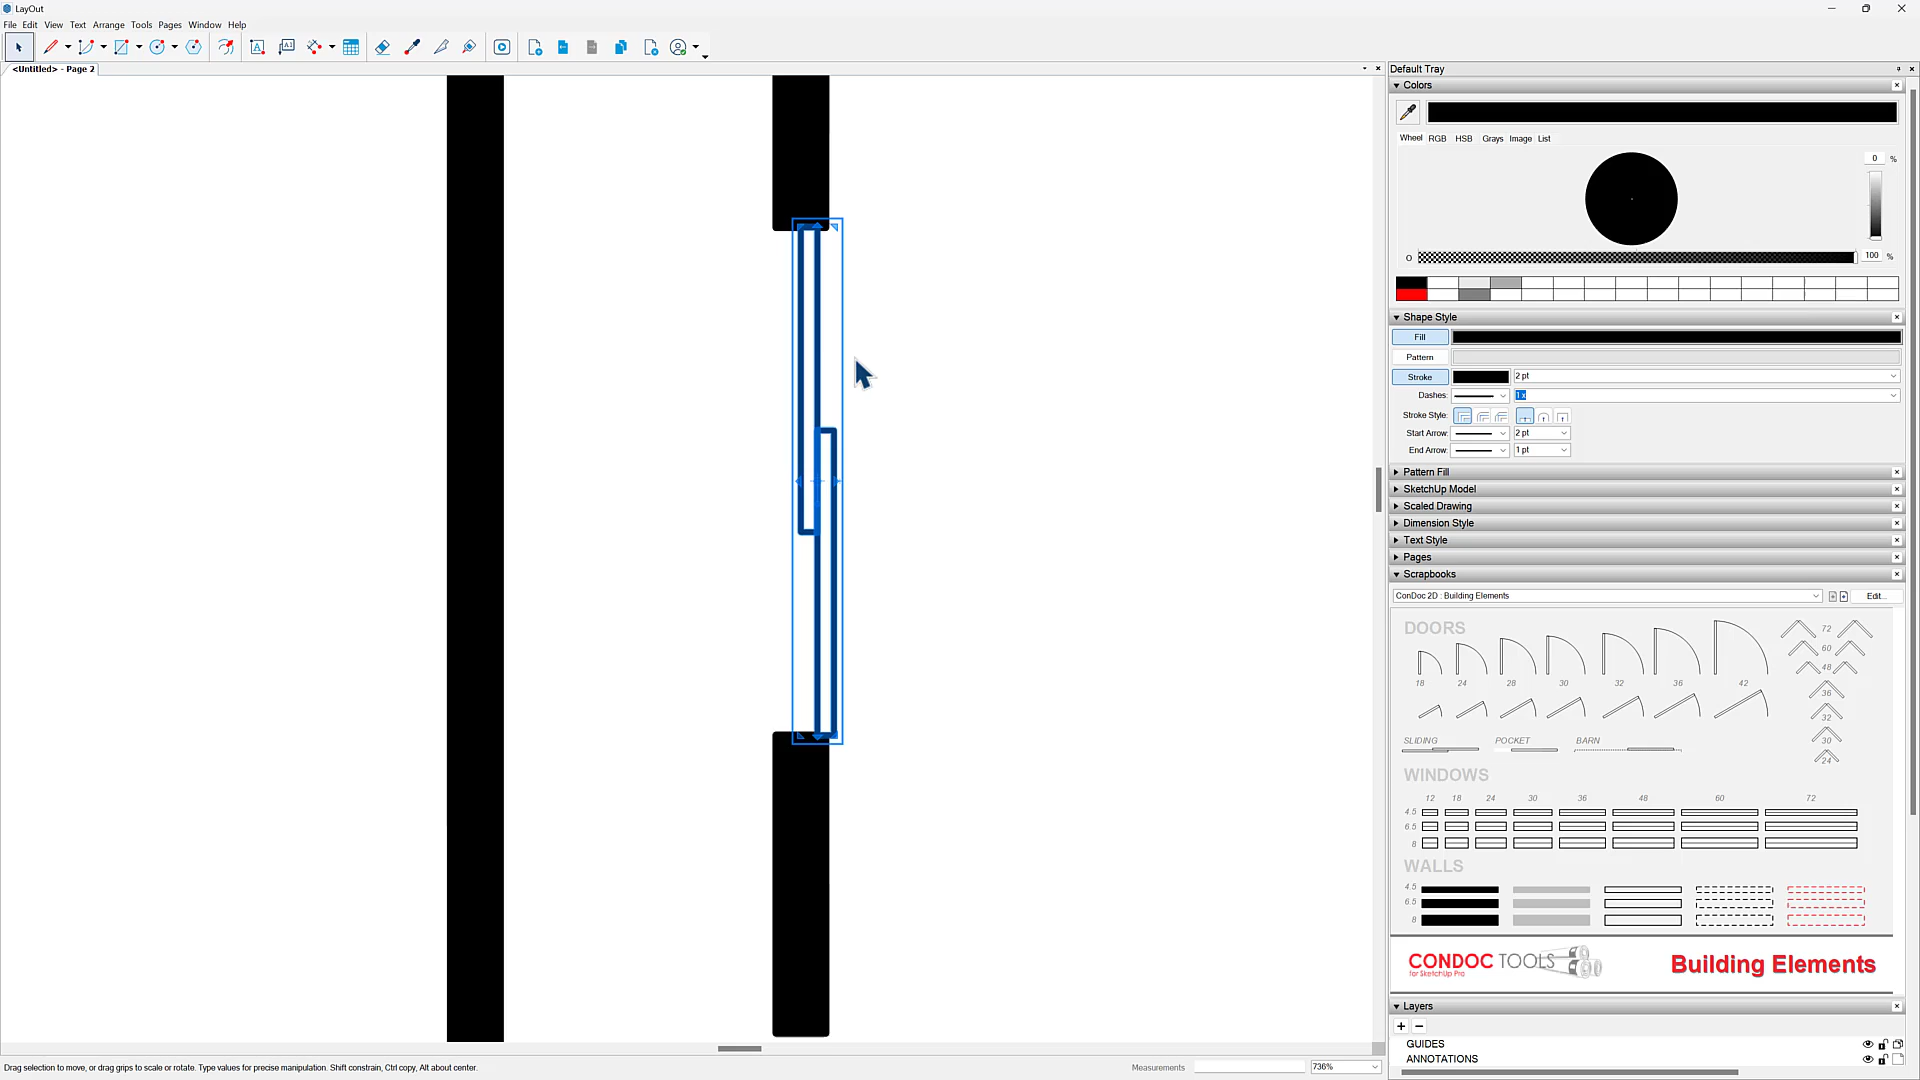 LayOut
File Edit View Text Arrange Tools Pages Window Help
<Untitled> - Page 2
Default Tray
Colors
Wheel RGB HSB Grays Image List
0 %
O 100 %
Shape Style
Fill
Pattern
Stroke 2 pt
Dashes: 1 x
Stroke Style:
Start Arrow: 2 pt
End Arrow: 1 pt
Pattern Fill
SketchUp Model
Scaled Drawing
Dimension Style
Text Style
Pages
Scrapbooks
ConDoc 2D : Building Elements Edit...
DOORS
18 24 28 30 32 36 42
72
60
48
36
32
30
24
SLIDING POCKET BARN
WINDOWS
12 18 24 30 36 48 60 72
4.5
6.5
8
WALLS
4.5
6.5
8
CONDOC TOOLS
for SketchUp Pro
Building Elements
Layers
GUIDES
ANNOTATIONS
Drag selection to move, or drag grips to scale or rotate. Type values for precise manipulation. Shift constrain, Ctrl copy, Alt about center.
Measurements
736%